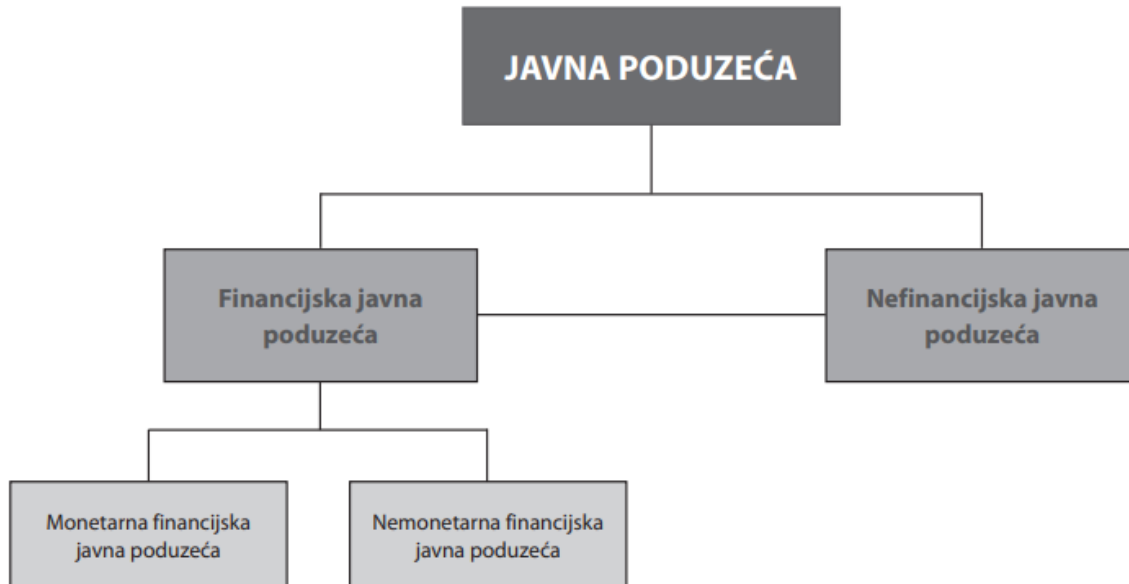 JAVNA PODUZEĆA
Financijska javna
poduzeća
Nefinancijska javna
poduzeća
Monetarna financijska
javna poduzeća
Nemonetarna financijska
javna poduzeća